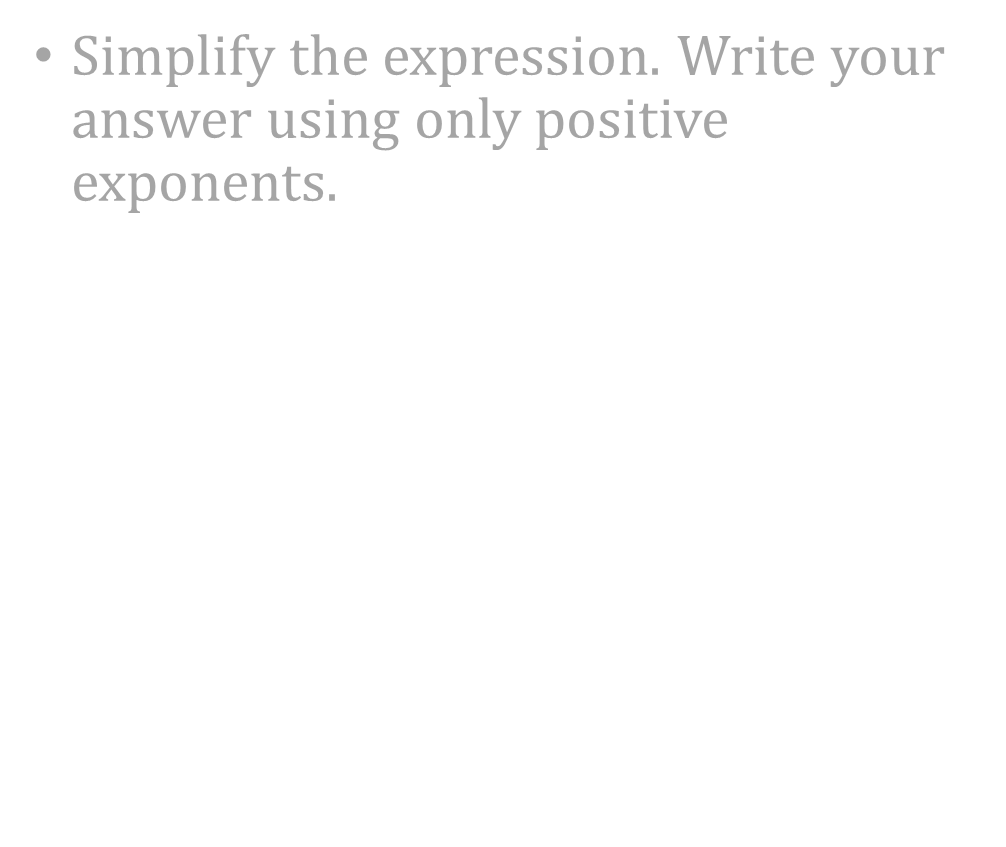 • Simplify the expression. Write your
answer using only positive
exponents.